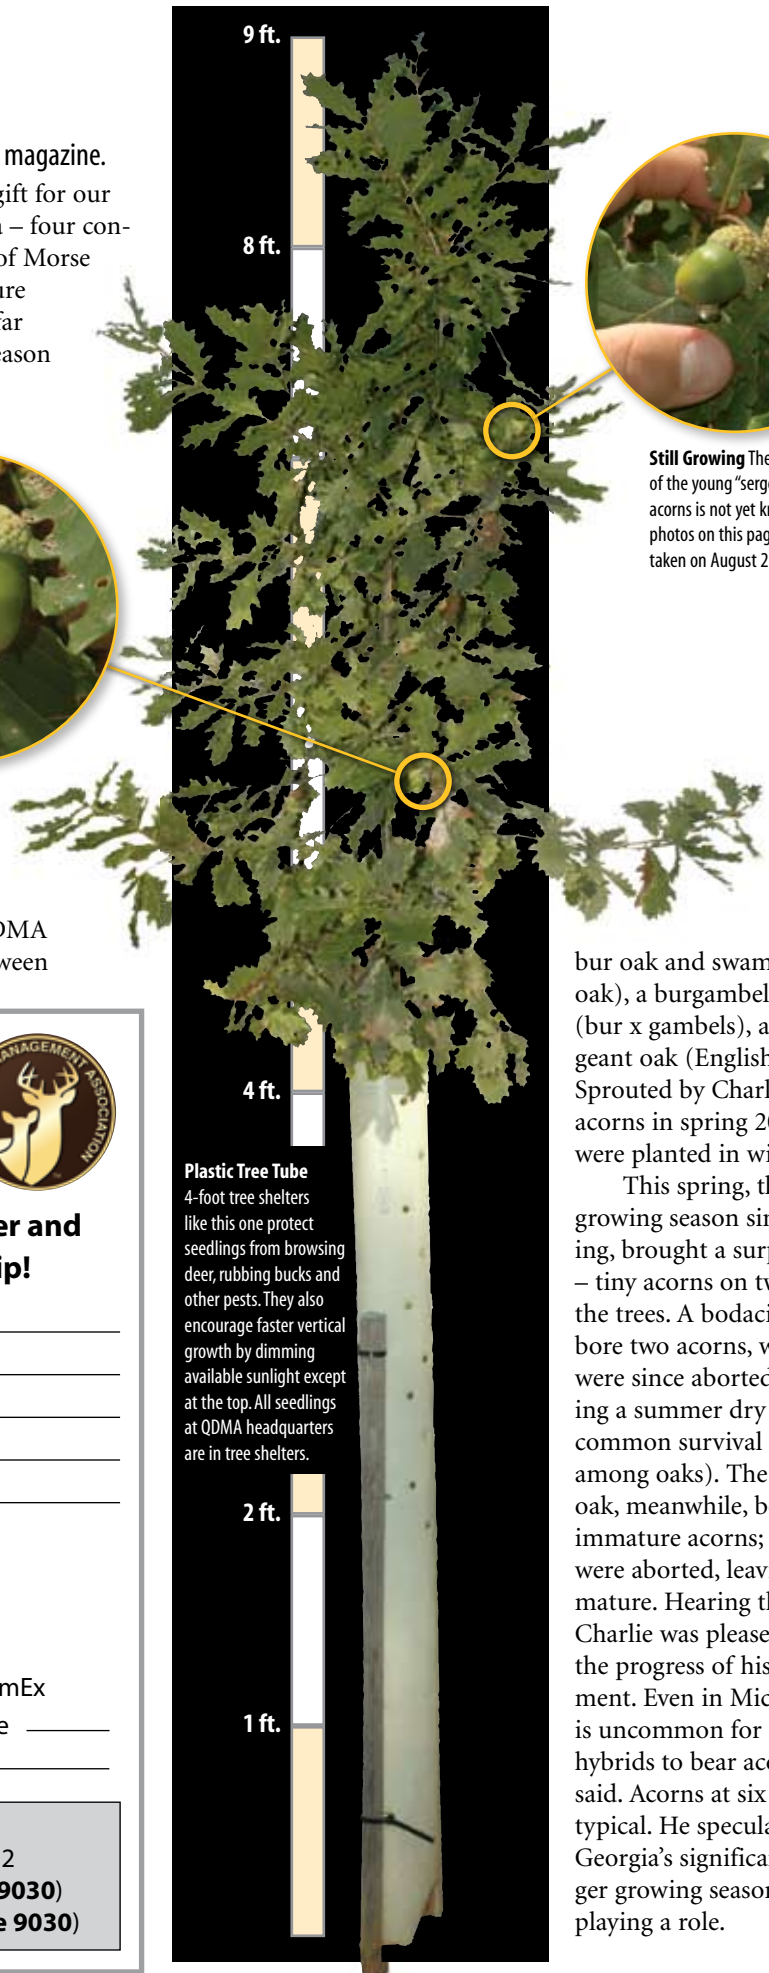 magazine.
gift for our
– four con-
of Morse
9 ft.
8 ft.
4 ft.
2 ft.
1 ft.
Still Growing The
of the young “serge
acorns is not yet k
photos on this pag
taken on August 2
MANAGEMENT ASSOCIATION
er and
ip!
mEx
2
9030)
e 9030)
Plastic Tree Tube
4-foot tree shelters
like this one protect
seedlings from browsing
deer, rubbing bucks and
other pests. They also
encourage faster vertical
growth by dimming
available sunlight except
at the top. All seedlings
at QDMA headquarters
are in tree shelters.
bur oak and swam
oak), a burgambel
(bur x gambels), a
geant oak (English
Sprouted by Charl
acorns in spring 20
were planted in wi
This spring, th
growing season sin
ing, brought a surp
– tiny acorns on tw
the trees. A bodaci
bore two acorns, w
were since aborted
ing a summer dry
common survival
among oaks). The
oak, meanwhile, b
immature acorns;
were aborted, leavi
mature. Hearing th
Charlie was please
the progress of his
ment. Even in Mic
is uncommon for
hybrids to bear aco
said. Acorns at six
typical. He specula
Georgia’s significa
ger growing season
playing a role.